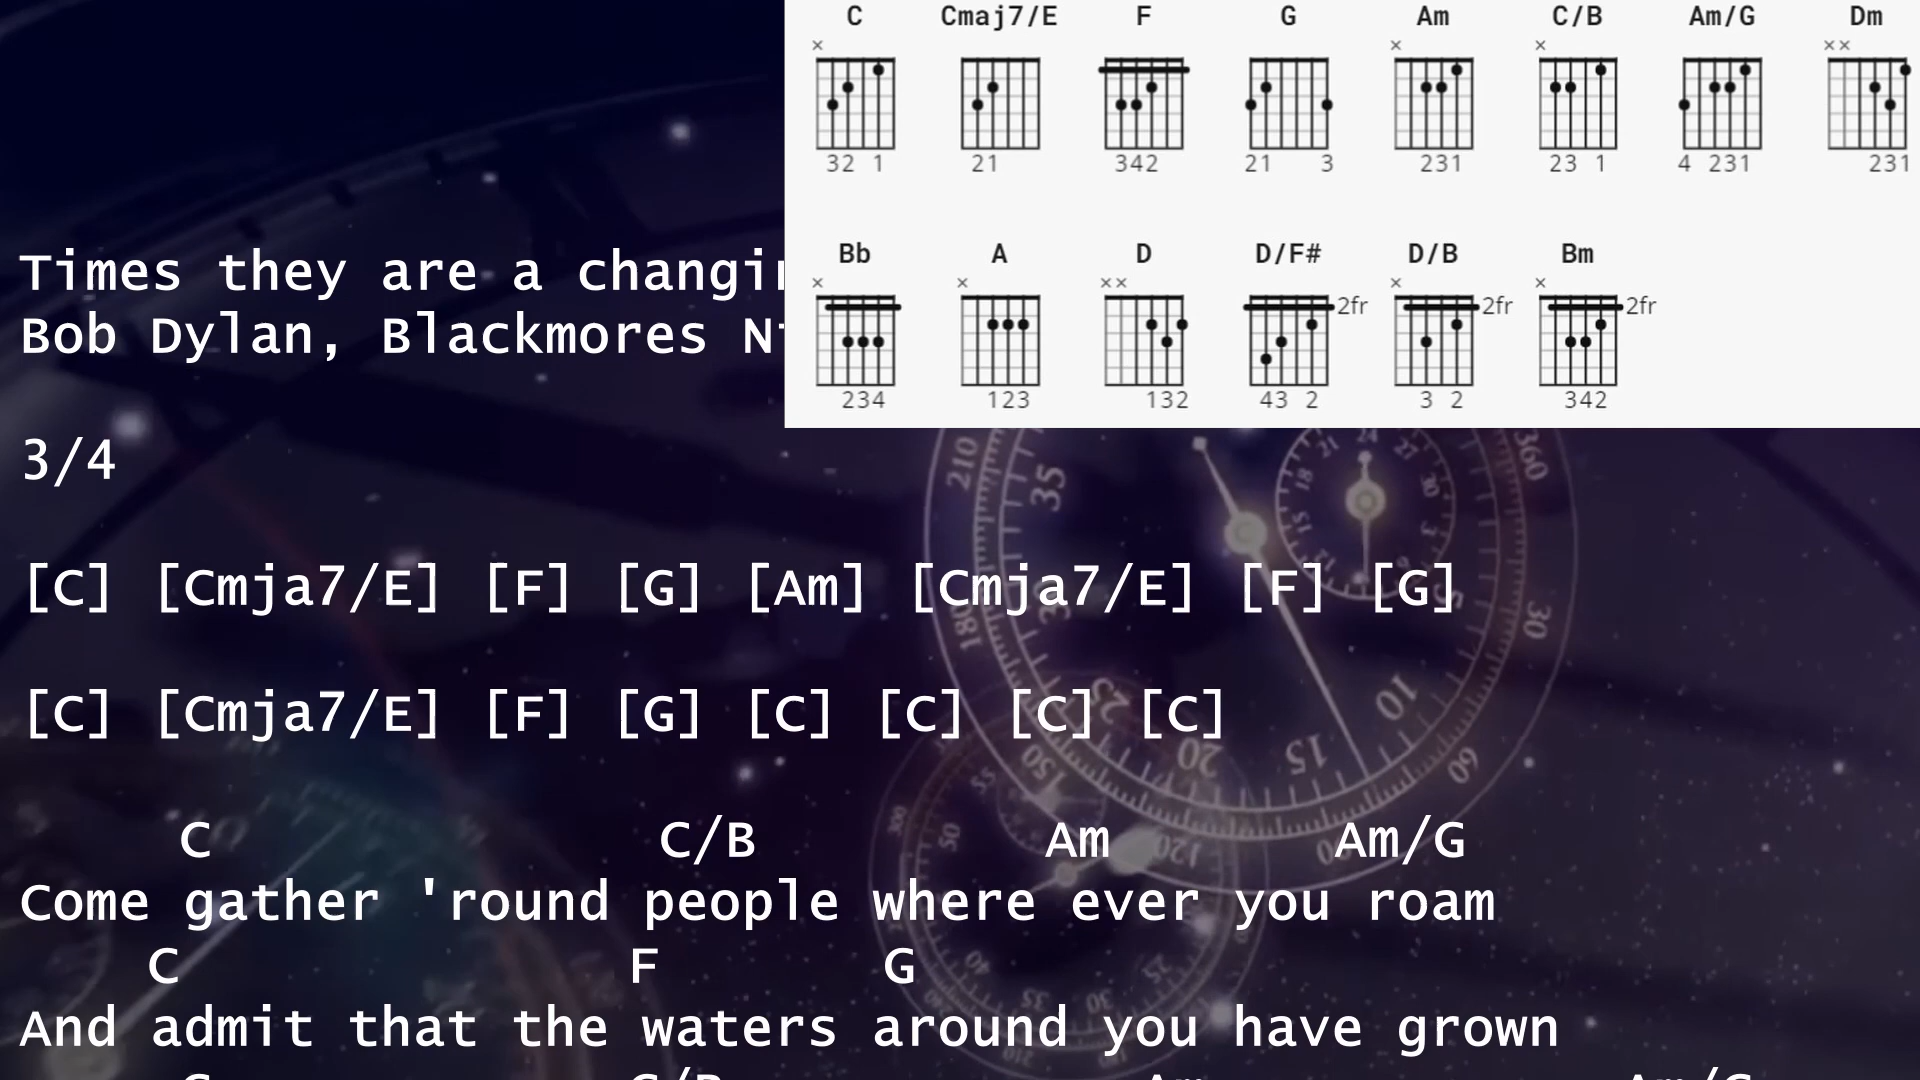 C Cmaj7/E F G Am C/B Am/G Dm
× × × ××
32 1 21 342 21 3 231 23 1 4 231 231
Bb A D D/F# D/B Bm
× × ×× × ×
2fr 2fr 2fr
234 123 132 43 2 3 2 342
Times they are a
Bob Dylan, Blackmores
3/4
[C] [Cmja7/E] [F] [G] [Am] [Cmja7/E] [F] [G]
[C] [Cmja7/E] [F] [G] [C] [C] [C] [C]
C C/B Am Am/G
Come gather 'round people where ever you roam
C F G
And admit that the waters around you have grown